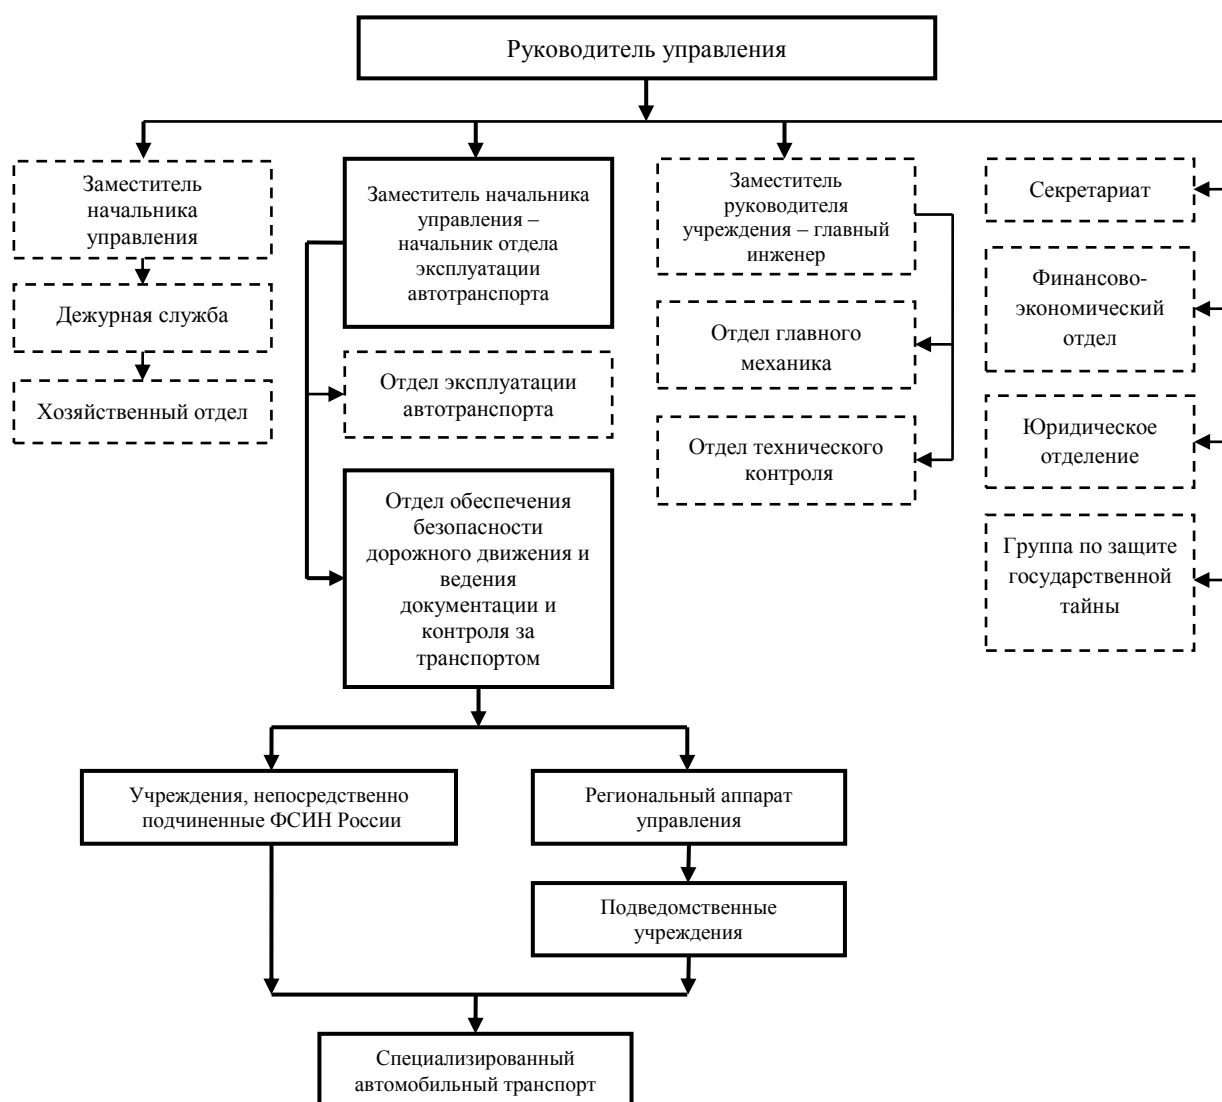 Руководитель управления
Заместитель
начальника
управления
Дежурная служба
Хозяйственный отдел
Заместитель начальника
управления –
начальник отдела
эксплуатации
автотранспорта
Отдел эксплуатации
автотранспорта
Отдел обеспечения
безопасности
дорожного движения и
ведения
документации и
контроля за
транспортом
Заместитель
руководителя
учреждения – главный
инженер
Отдел главного
механика
Отдел технического
контроля
Секретариат
Финансово-
экономический
отдел
Юридическое
отделение
Группа по защите
государственной
тайны
Учреждения, непосредственно
подчиненные ФСИН России
Региональный аппарат
управления
Подведомственные
учреждения
Специализированный
автомобильный транспорт